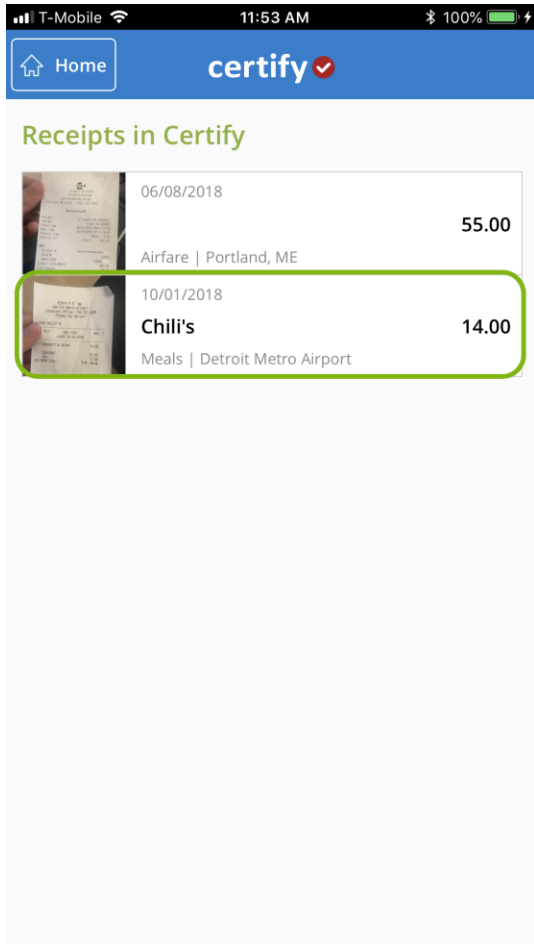 T-Mobile 11:53 AM 100%
Home certify
Receipts in Certify
06/08/2018
55.00
Airfare | Portland, ME
10/01/2018
Chili's 14.00
Meals | Detroit Metro Airport
Chili's